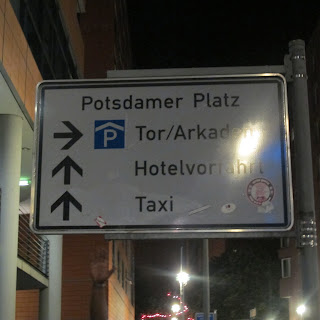 Potsdamer Platz
P Tor/Arkaden
Hotelvorfahrt
Taxi